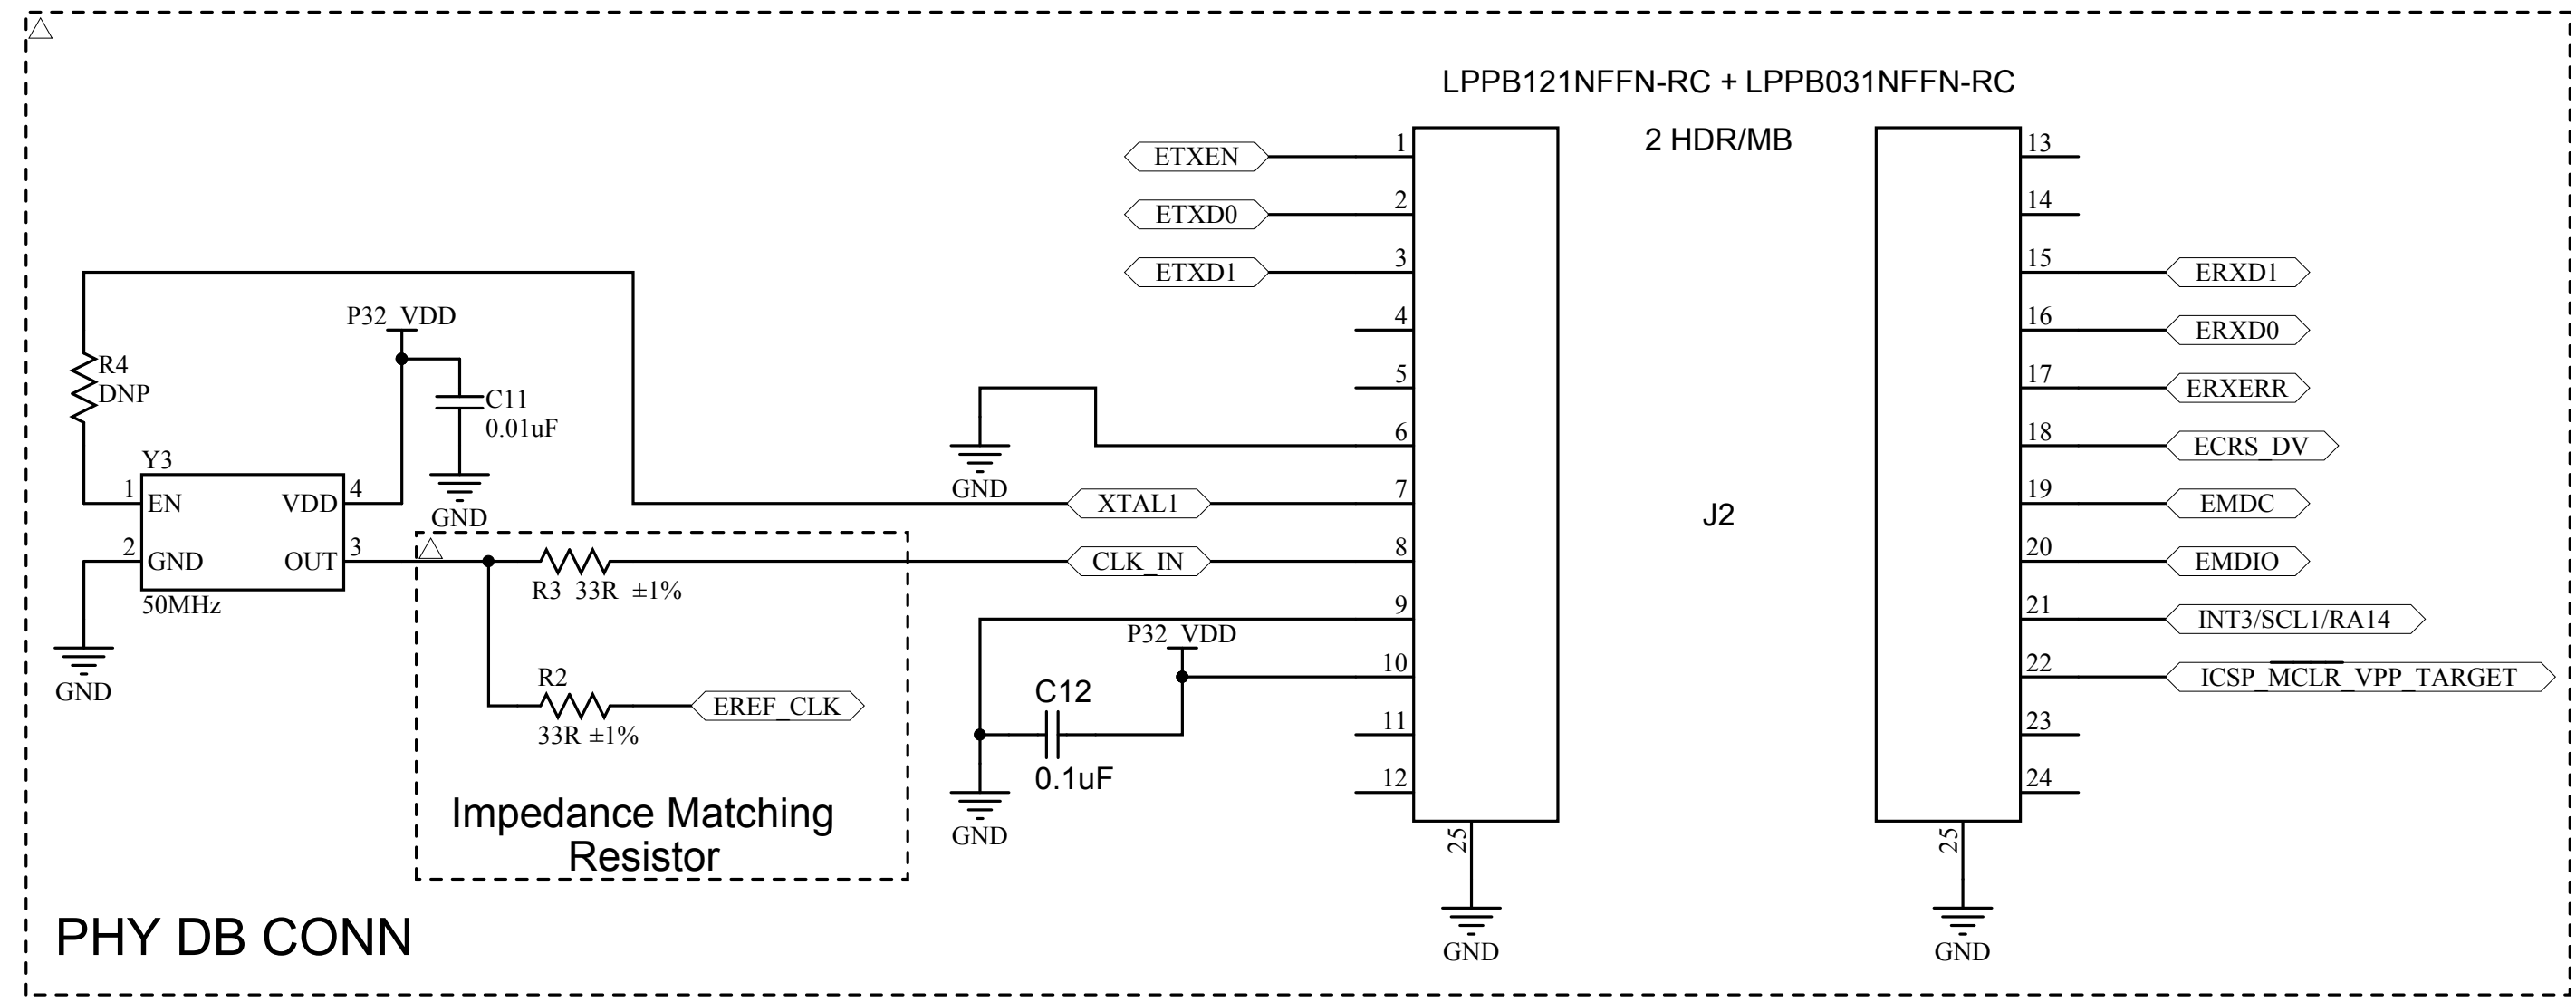 LPPB121NFFN-RC + LPPB031NFFN-RC
2 HDR/MB
J2
ETXEN
1
ETXD0
2
ETXD1
3
4
5
6
GND
XTAL1
7
CLK_IN
8
9
P32_VDD
10
C12
0.1uF
11
12
GND
25
GND
13
14
15
ERXD1
16
ERXD0
17
ERXERR
18
ECRS_DV
19
EMDC
20
EMDIO
21
INT3/SCL1/RA14
22
ICSP_MCLR_VPP_TARGET
23
24
25
GND
P32_VDD
R4
DNP
C11
0.01uF
GND
Y3
1
EN
VDD
4
2
GND
OUT
3
50MHz
GND
R3 33R ±1%
R2
33R ±1%
EREF_CLK
Impedance Matching
Resistor
PHY DB CONN